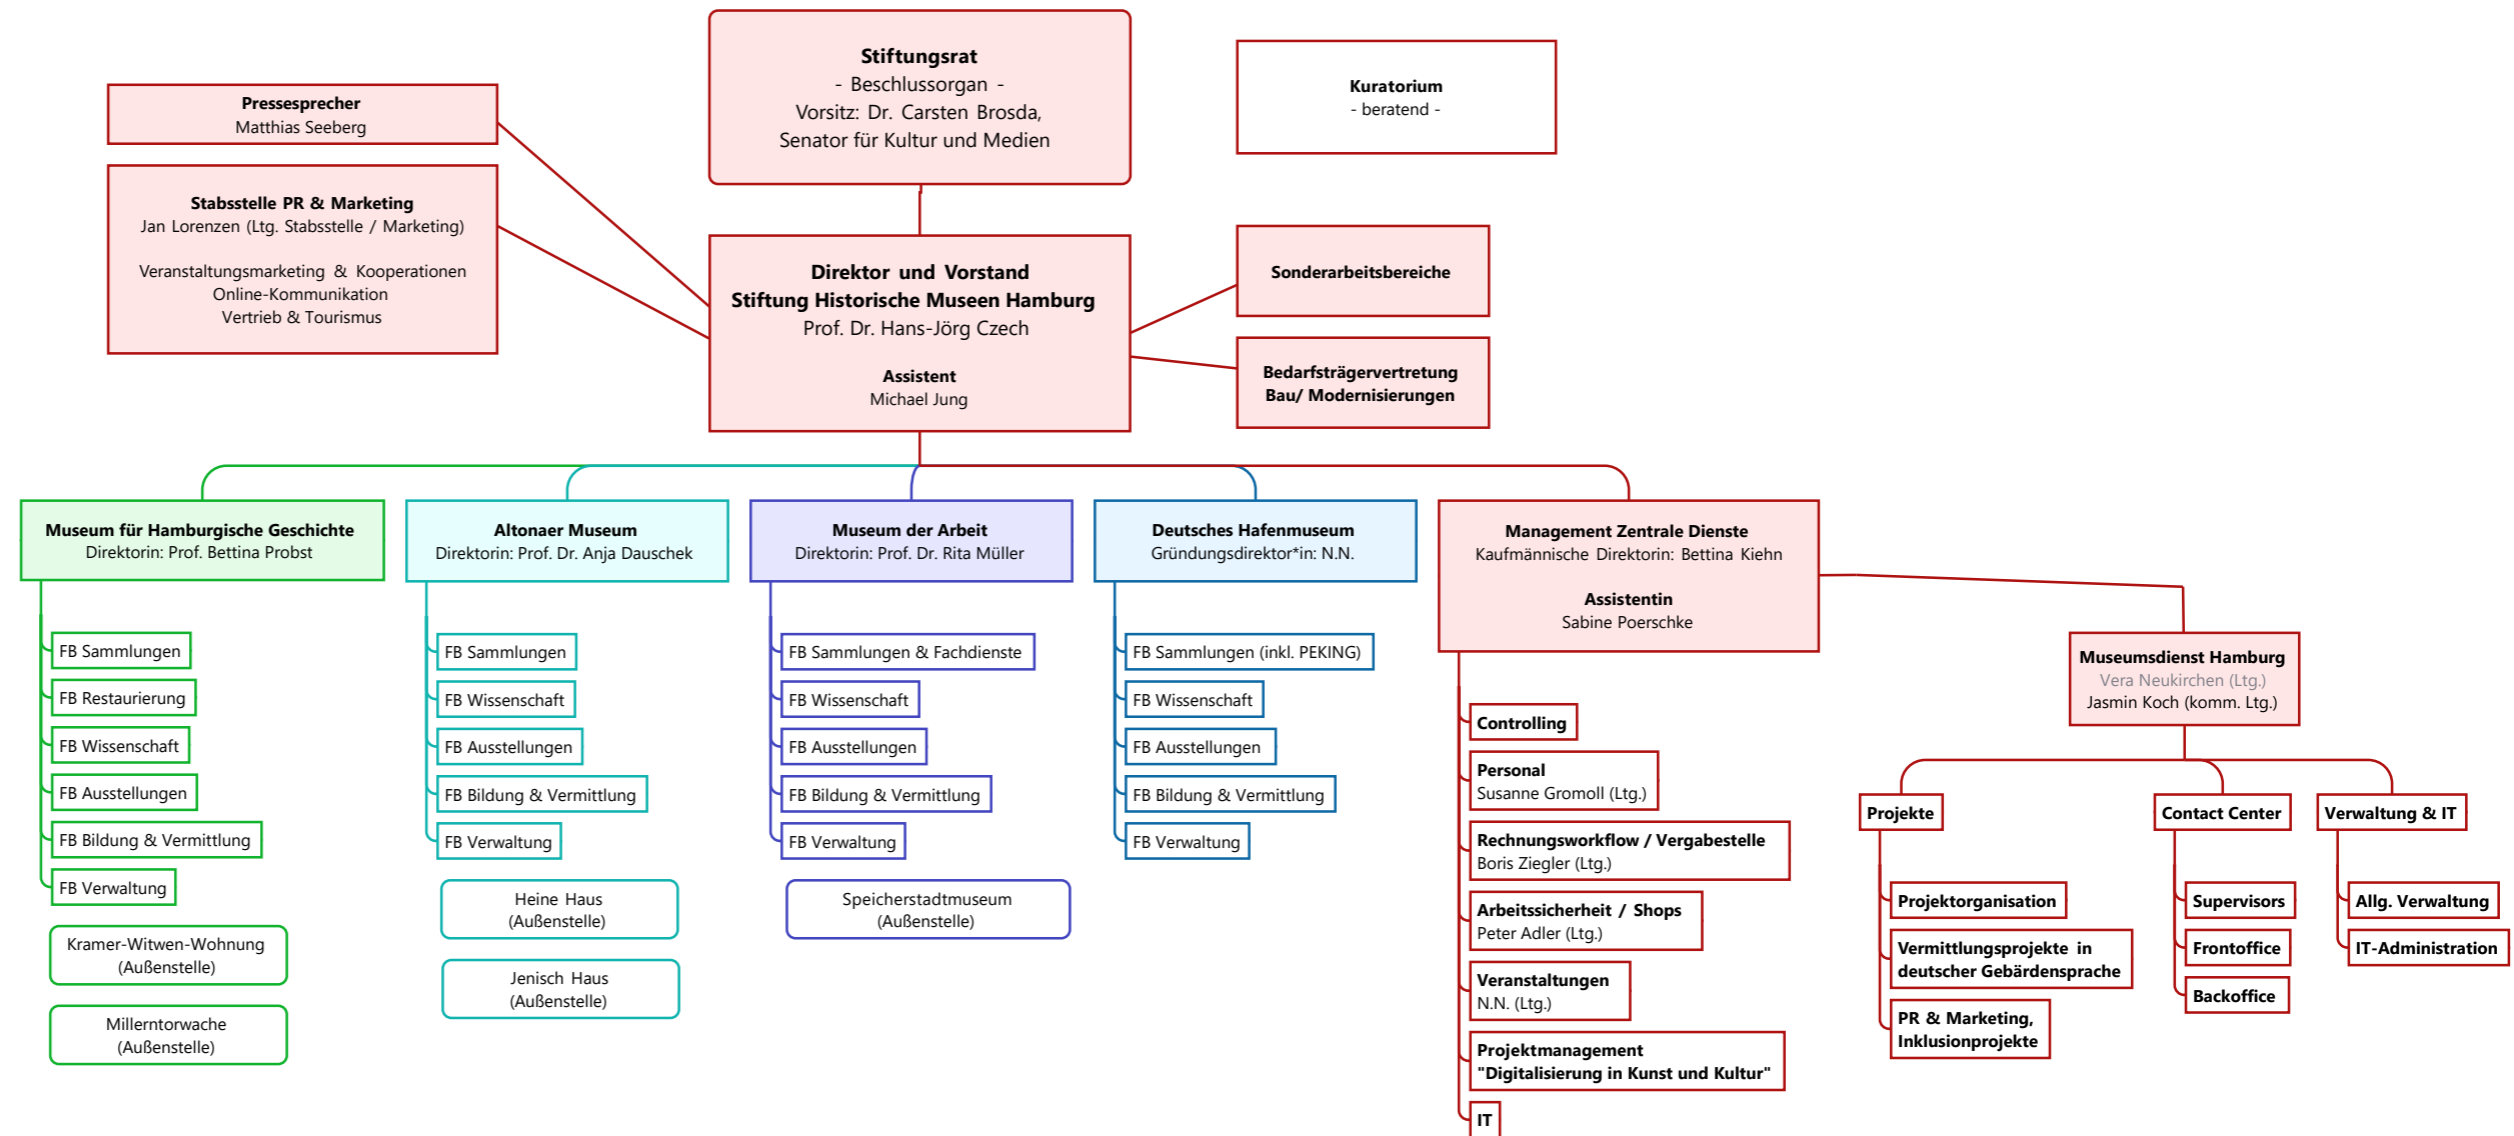 Stiftungsrat
- Beschlussorgan -
Vorsitz: Dr. Carsten Brosda,
Senator für Kultur und Medien
Kuratorium
- beratend -
Pressesprecher
Matthias Seeberg
Stabsstelle PR & Marketing
Jan Lorenzen (Ltg. Stabsstelle / Marketing)
Veranstaltungsmarketing & Kooperationen
Online-Kommunikation
Vertrieb & Tourismus
Direktor und Vorstand
Stiftung Historische Museen Hamburg
Prof. Dr. Hans-Jörg Czech
Assistent
Michael Jung
Sonderarbeitsbereiche
Bedarfsträgervertretung
Bau/ Modernisierungen
Museum für Hamburgische Geschichte
Direktorin: Prof. Bettina Probst
FB Sammlungen
FB Restaurierung
FB Wissenschaft
FB Ausstellungen
FB Bildung & Vermittlung
FB Verwaltung
Kramer-Witwen-Wohnung
(Außenstelle)
Millerntorwache
(Außenstelle)
Altonaer Museum
Direktorin: Prof. Dr. Anja Dauschek
FB Sammlungen
FB Wissenschaft
FB Ausstellungen
FB Bildung & Vermittlung
FB Verwaltung
Heine Haus
(Außenstelle)
Jenisch Haus
(Außenstelle)
Museum der Arbeit
Direktorin: Prof. Dr. Rita Müller
FB Sammlungen & Fachdienste
FB Wissenschaft
FB Ausstellungen
FB Bildung & Vermittlung
FB Verwaltung
Speicherstadtmuseum
(Außenstelle)
Deutsches Hafenmuseum
Gründungsdirektor*in: N.N.
FB Sammlungen (inkl. PEKING)
FB Wissenschaft
FB Ausstellungen
FB Bildung & Vermittlung
FB Verwaltung
Management Zentrale Dienste
Kaufmännische Direktorin: Bettina Kiehn
Assistentin
Sabine Poerschke
Controlling
Personal
Susanne Gromoll (Ltg.)
Rechnungsworkflow / Vergabestelle
Boris Ziegler (Ltg.)
Arbeitssicherheit / Shops
Peter Adler (Ltg.)
Veranstaltungen
N.N. (Ltg.)
Projektmanagement
"Digitalisierung in Kunst und Kultur"
IT
Museumsdienst Hamburg
Vera Neukirchen (Ltg.)
Jasmin Koch (komm. Ltg.)
Projekte
Projektorganisation
Vermittlungsprojekte in
deutscher Gebärdensprache
PR & Marketing,
Inklusionprojekte
Contact Center
Supervisors
Frontoffice
Backoffice
Verwaltung & IT
Allg. Verwaltung
IT-Administration